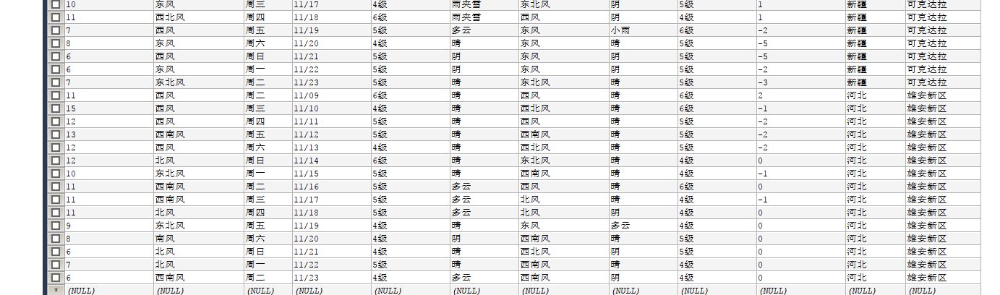 10 东风 周三 11/17 4级 雨夹雪 东北风 阴 5级 1 新疆 可克达拉
11 西北风 周四 11/18 6级 雨夹雪 西风 阴 4级 1 新疆 可克达拉
7 西风 周五 11/19 5级 多云 东风 小雨 6级 -2 新疆 可克达拉
8 东风 周六 11/20 4级 晴 东风 晴 5级 -5 新疆 可克达拉
6 西风 周日 11/21 5级 阴 东风 阴 5级 -5 新疆 可克达拉
6 东风 周一 11/22 5级 阴 东风 阴 5级 -2 新疆 可克达拉
7 东北风 周二 11/23 5级 晴 东北风 晴 5级 -3 新疆 可克达拉
11 西风 周二 11/09 6级 晴 西风 晴 6级 2 河北 雄安新区
15 西风 周三 11/10 4级 晴 西北风 晴 6级 -1 河北 雄安新区
12 西风 周四 11/11 5级 晴 西风 晴 5级 -2 河北 雄安新区
13 西南风 周五 11/12 5级 晴 西南风 晴 5级 -2 河北 雄安新区
12 西风 周六 11/13 4级 晴 西北风 晴 5级 -2 河北 雄安新区
12 北风 周日 11/14 6级 晴 东北风 晴 4级 0 河北 雄安新区
10 东北风 周一 11/15 5级 晴 西南风 晴 4级 -1 河北 雄安新区
11 西南风 周二 11/16 5级 多云 西风 晴 6级 0 河北 雄安新区
11 西南风 周三 11/17 5级 多云 北风 晴 4级 -1 河北 雄安新区
11 北风 周四 11/18 5级 多云 北风 阴 4级 0 河北 雄安新区
9 东北风 周五 11/19 4级 晴 东风 多云 4级 0 河北 雄安新区
8 南风 周六 11/20 4级 阴 西南风 晴 5级 0 河北 雄安新区
6 北风 周日 11/21 4级 晴 西北风 阴 5级 0 河北 雄安新区
7 北风 周一 11/22 5级 晴 西南风 晴 4级 0 河北 雄安新区
6 西南风 周二 11/23 4级 多云 西南风 阴 4级 0 河北 雄安新区
* (NULL) (NULL) (NULL) (NULL) (NULL) (NULL) (NULL) (NULL) (NULL) (NULL) (NULL) (NULL)